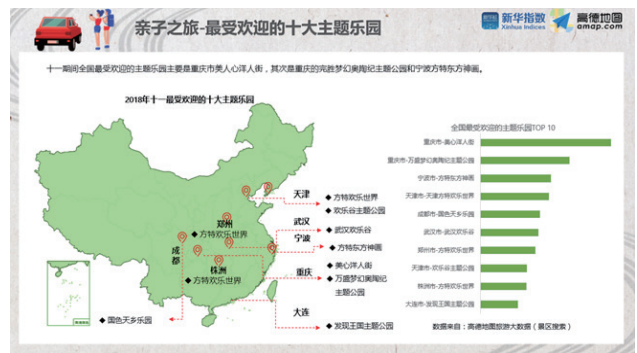 亲子之旅-最受欢迎的十大主题乐园
新华指数
Xinhua Indices
高德地图
amap.com
十一期间全国最受欢迎的主题乐园主要是重庆市美人心洋人街，其次是重庆的完胜梦幻奥陶纪主题公园和宁波方特东方神画。
2018年十一最受欢迎的十大主题乐园
天津
◆ 方特欢乐世界
◆ 欢乐谷主题公园
郑州
◆ 方特欢乐世界
武汉
◆ 武汉欢乐谷
宁波
◆ 方特东方神画
成都
◆ 国色天乡乐园
株洲
◆ 方特欢乐世界
重庆
◆ 美心洋人街
◆ 万盛梦幻奥陶纪
主题公园
大连
◆ 发现王国主题公园
全国最受欢迎的主题乐园TOP 10
重庆市-美心洋人街
重庆市-万盛梦幻奥陶纪主题公园
宁波市-方特东方神画
天津市-天津方特欢乐世界
成都市-国色天乡乐园
武汉市-武汉欢乐谷
郑州市-方特欢乐世界
天津市-欢乐谷主题公园
株洲市-方特欢乐世界
大连市-发现王国主题公园
数据来自：高德地图旅游大数据（景区搜索）